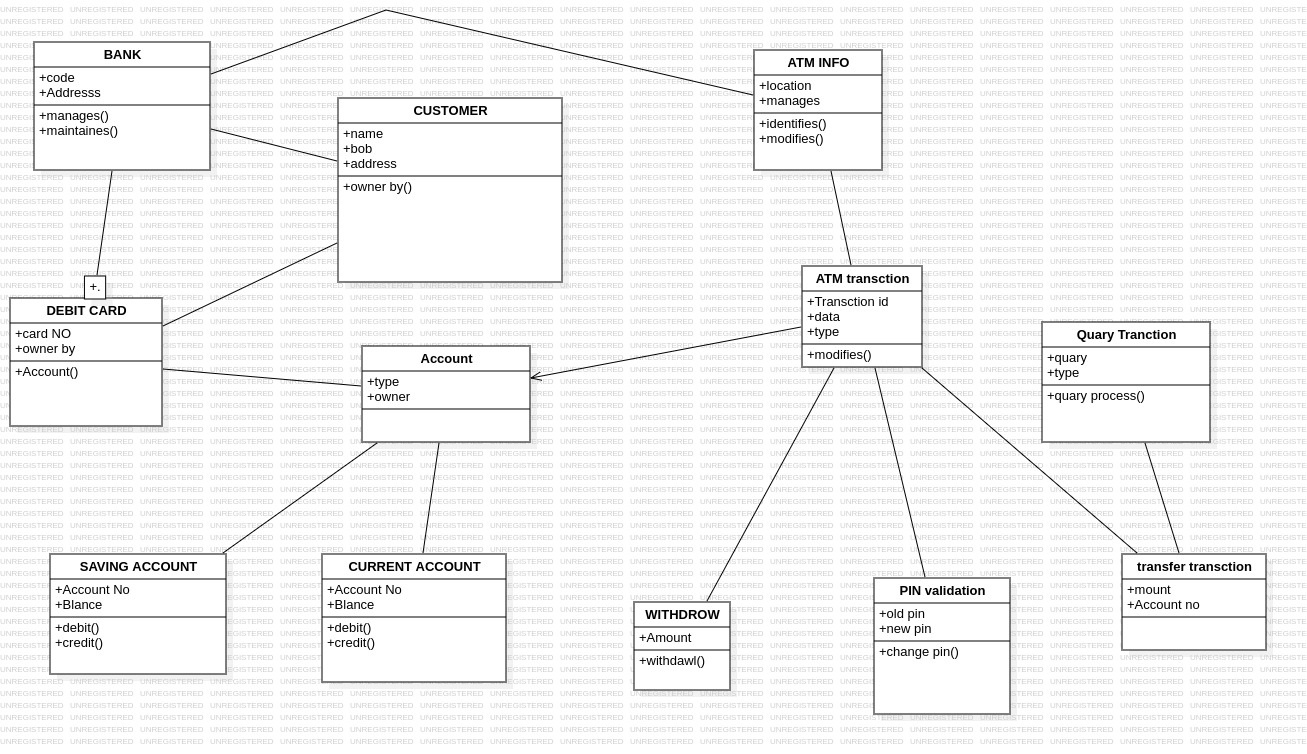 BANK
+code
+Addresss
+manages()
+maintaines()
CUSTOMER
+name
+bob
+address
+owner by()
ATM INFO
+location
+manages
+identifies()
+modifies()
+.
DEBIT CARD
+card NO
+owner by
+Account()
Account
+type
+owner
ATM transction
+Transction id
+data
+type
+modifies()
Quary Tranction
+quary
+type
+quary process()
SAVING ACCOUNT
+Account No
+Blance
+debit()
+credit()
CURRENT ACCOUNT
+Account No
+Blance
+debit()
+credit()
WITHDROW
+Amount
+withdawl()
PIN validation
+old pin
+new pin
+change pin()
transfer transction
+mount
+Account no
UNREGISTERED